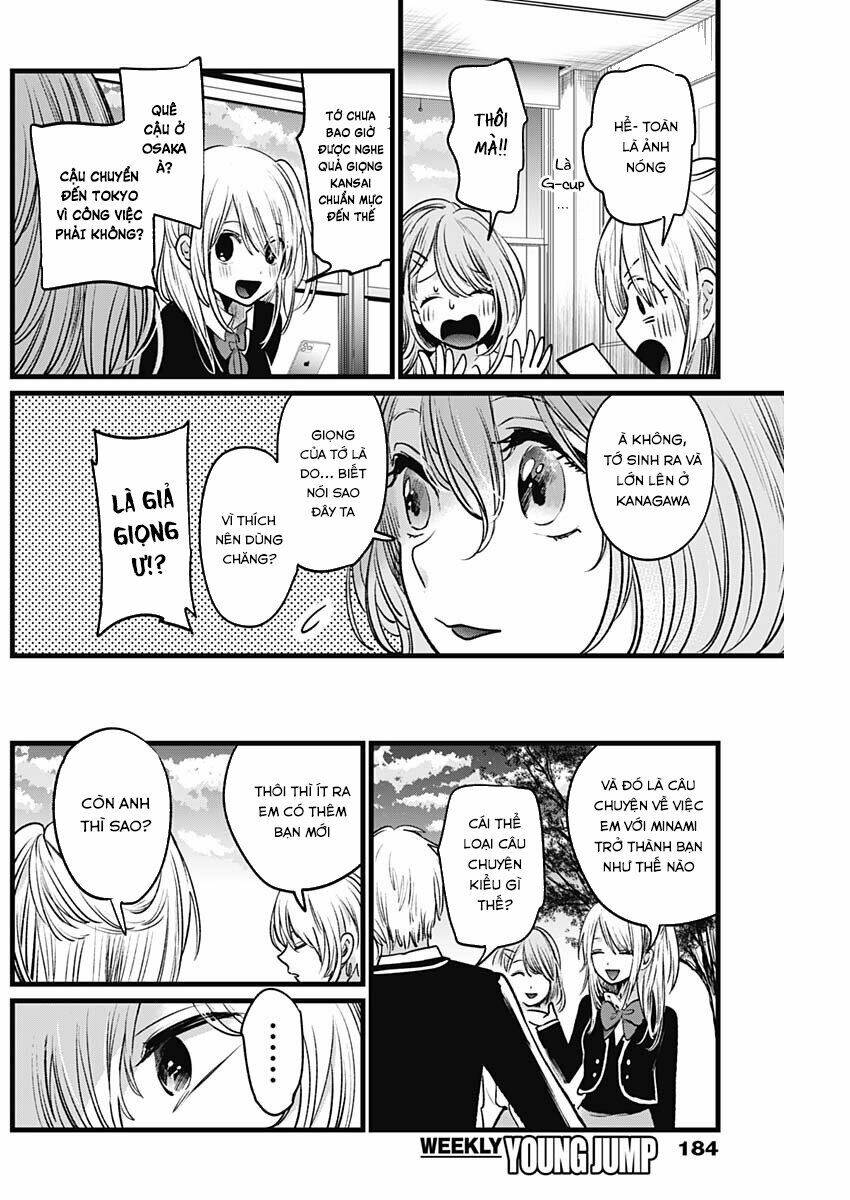 HỂ- TOÀN
LÀ ẢNH
NÓNG
Là
G-cup
...
THÔI
MÀ!!
TỚ CHƯA
BAO GIỜ
ĐƯỢC NGHE
QUẢ GIỌNG
KANSAI
CHUẨN MỰC
ĐẾN THẾ
QUÊ
CẬU Ở
OSAKA
À?
CẬU CHUYỂN
ĐẾN TOKYO
VÌ CÔNG VIỆC
PHẢI KHÔNG?
À KHÔNG,
TỚ SINH RA VÀ
LỚN LÊN Ở
KANAGAWA
GIỌNG
CỦA TỚ LÀ
DO... BIẾT
NÓI SAO
ĐÂY TA
VÌ THÍCH
NÊN DÙNG
CHĂNG?
LÀ GIẢ
GIỌNG
Ư!?
VÀ ĐÓ LÀ CÂU
CHUYỆN VỀ VIỆC
EM VỚI MINAMI
TRỞ THÀNH BẠN
NHƯ THẾ NÀO
CÁI THỂ
LOẠI CÂU
CHUYỆN
KIỂU GÌ
THẾ?
THÔI THÌ ÍT RA
EM CÓ THÊM
BẠN MỚI
CÒN ANH
THÌ SAO?
......
WEEKLY YOUNG JUMP 184